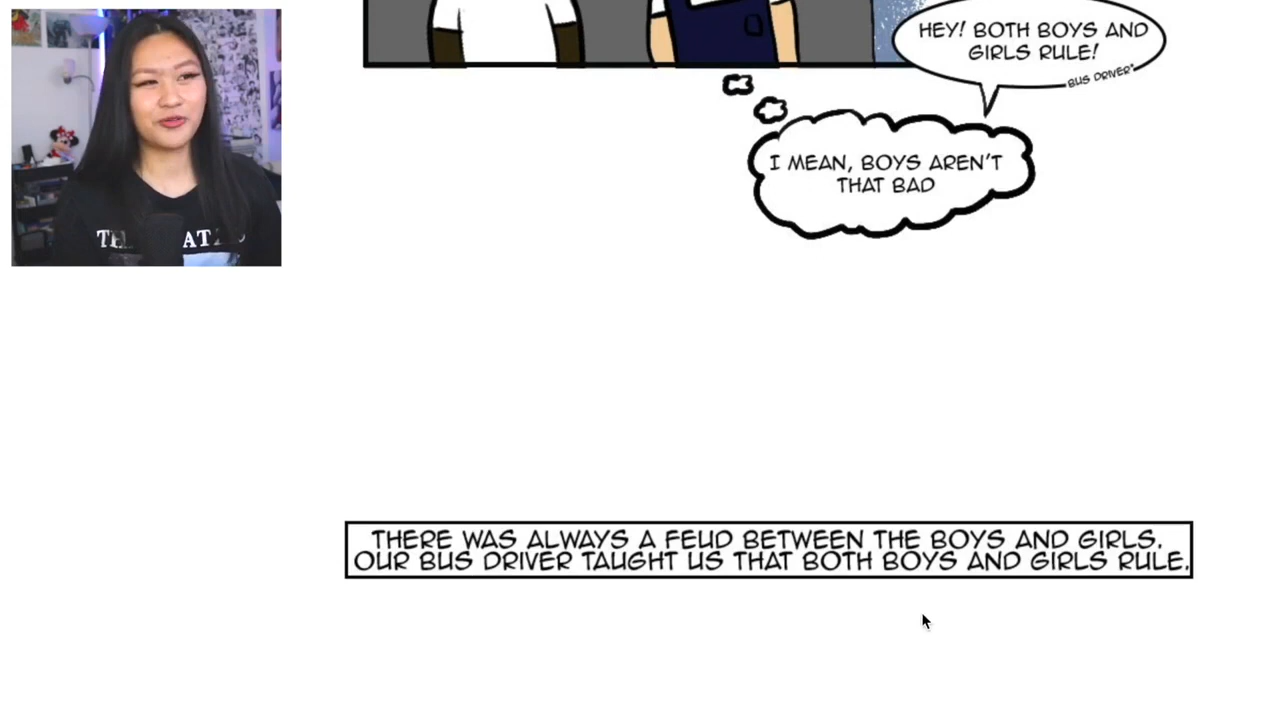 HEY! BOTH BOYS AND
GIRLS RULE!
BUS DRIVER*
I MEAN, BOYS AREN'T
THAT BAD
THERE WAS ALWAYS A FEUD BETWEEN THE BOYS AND GIRLS.
OUR BUS DRIVER TAUGHT US THAT BOTH BOYS AND GIRLS RULE.